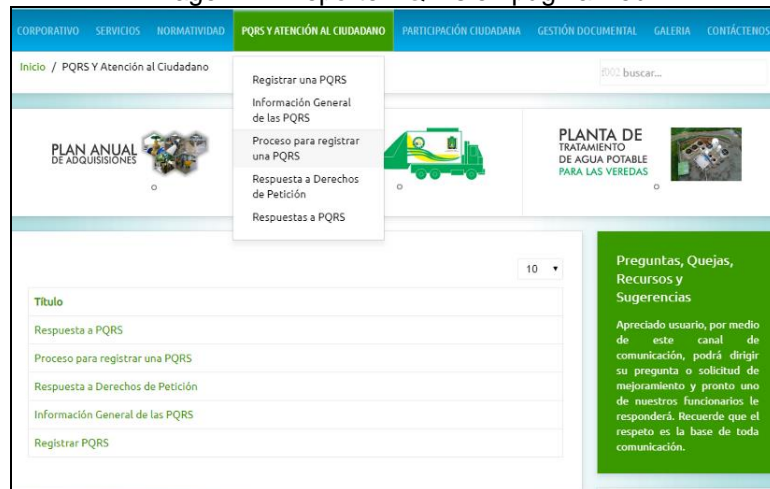 CORPORATIVO SERVICIOS NORMATIVIDAD PQRS Y ATENCIÓN AL CIUDADANO PARTICIPACIÓN CIUDADANA GESTIÓN DOCUMENTAL GALERIA CONTÁCTENOS
Inicio / PQRS Y Atención al Ciudadano
buscar...
Registrar una PQRS
Información General
de las PQRS
Proceso para registrar
una PQRS
Respuesta a Derechos
de Petición
Respuestas a PQRS
PLAN ANUAL
DE ADQUISICIONES
PLANTA DE
TRATAMIENTO
DE AGUA POTABLE
PARA LAS VEREDAS
10
Título
Respuesta a PQRS
Proceso para registrar una PQRS
Respuesta a Derechos de Petición
Información General de las PQRS
Registrar PQRS
Preguntas, Quejas,
Recursos y
Sugerencias
Apreciado usuario, por medio
de este canal de
comunicación, podrá dirigir
su pregunta o solicitud de
mejoramiento y pronto uno
de nuestros funcionarios le
responderá. Recuerde que el
respeto es la base de toda
comunicación.